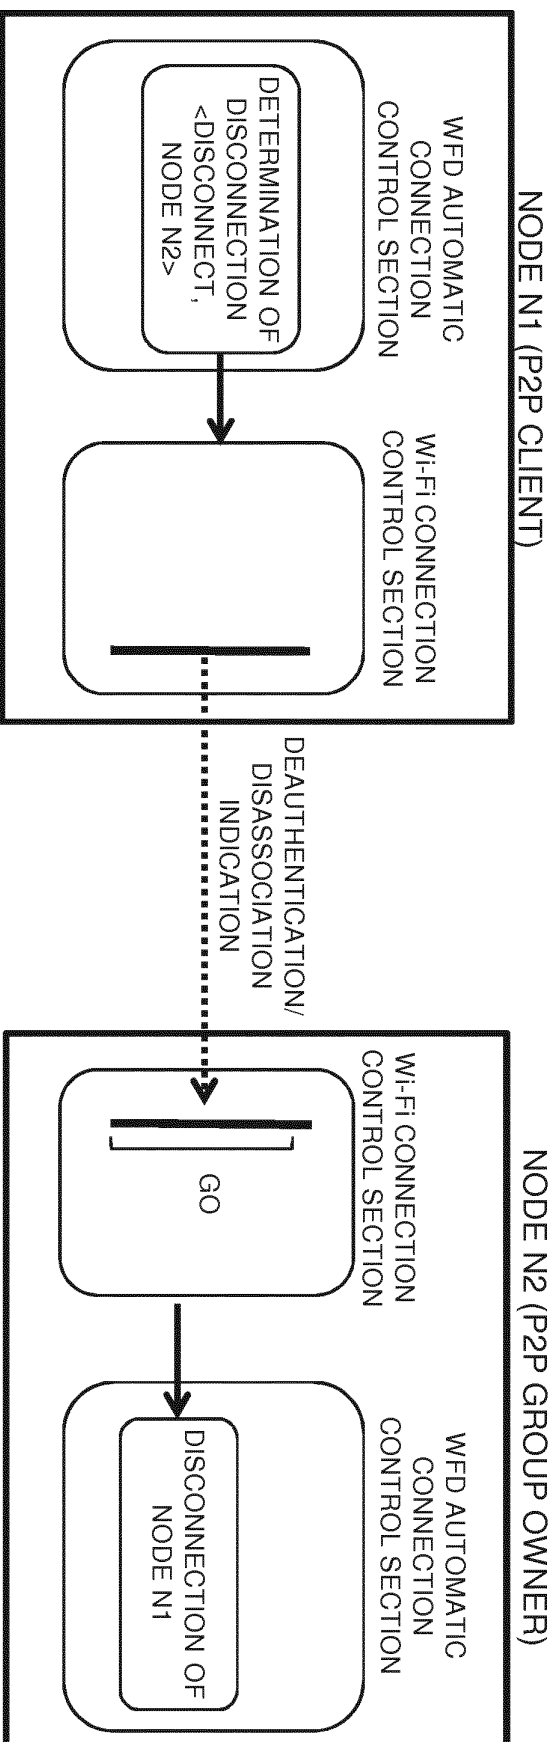 NODE N1 (P2P CLIENT)
WFD AUTOMATIC
CONNECTION
CONTROL SECTION
DETERMINATION OF
DISCONNECTION
<DISCONNECT,
NODE N2>
Wi-Fi CONNECTION
CONTROL SECTION
DEAUTHENTICATION/
DISASSOCIATION
INDICATION
NODE N2 (P2P GROUP OWNER)
Wi-Fi CONNECTION
CONTROL SECTION
GO
WFD AUTOMATIC
CONNECTION
CONTROL SECTION
DISCONNECTION OF
NODE N1